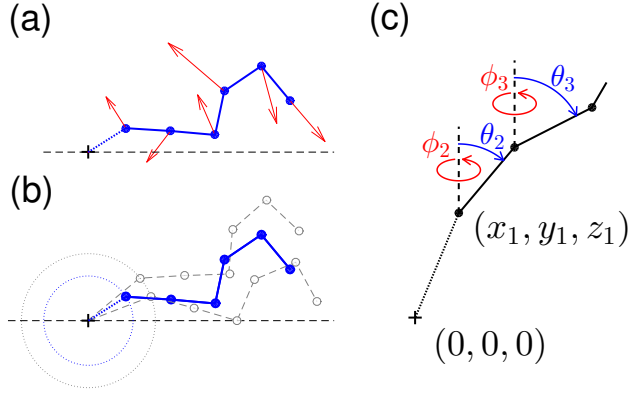 (a)
(b)
(c)
ϕ₃
θ₃
ϕ₂
θ₂
(x₁, y₁, z₁)
(0, 0, 0)